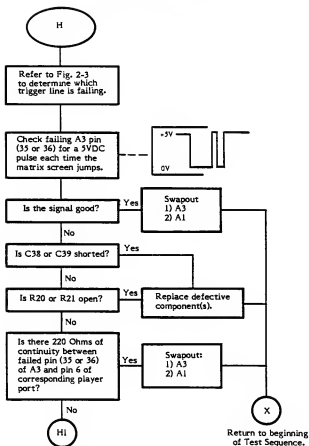 H
Refer to Fig. 2-3
to determine which
trigger line is failing.
Check failing A3 pin
(35 or 36) for a 5VDC
pulse each time the
matrix screen jumps.
+5V
0V
Is the signal good?
Yes
Swapout
1) A3
2) A1
No
Is C38 or C39 shorted?
Yes
No
Is R20 or R21 open?
Yes
Replace defective
component(s).
No
Is there 220 Ohms of
continuity between
failed pin (35 or 36)
of A3 and pin 6 of
corresponding player
port?
Yes
Swapout:
1) A3
2) A1
No
H1
X
Return to beginning
of Test Sequence.